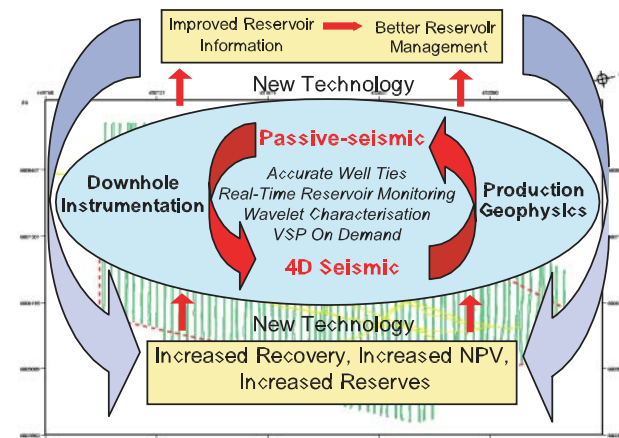 Improved Reservoir Information
Better Reservoir Management
New Technology
Passive-seismic
Accurate Well Ties
Real-Time Reservoir Monitoring
Wavelet Characterisation
VSP On Demand
4D Seismic
Downhole
Instrumentation
Production
Geophysics
New Technology
Increased Recovery, Increased NPV,
Increased Reserves